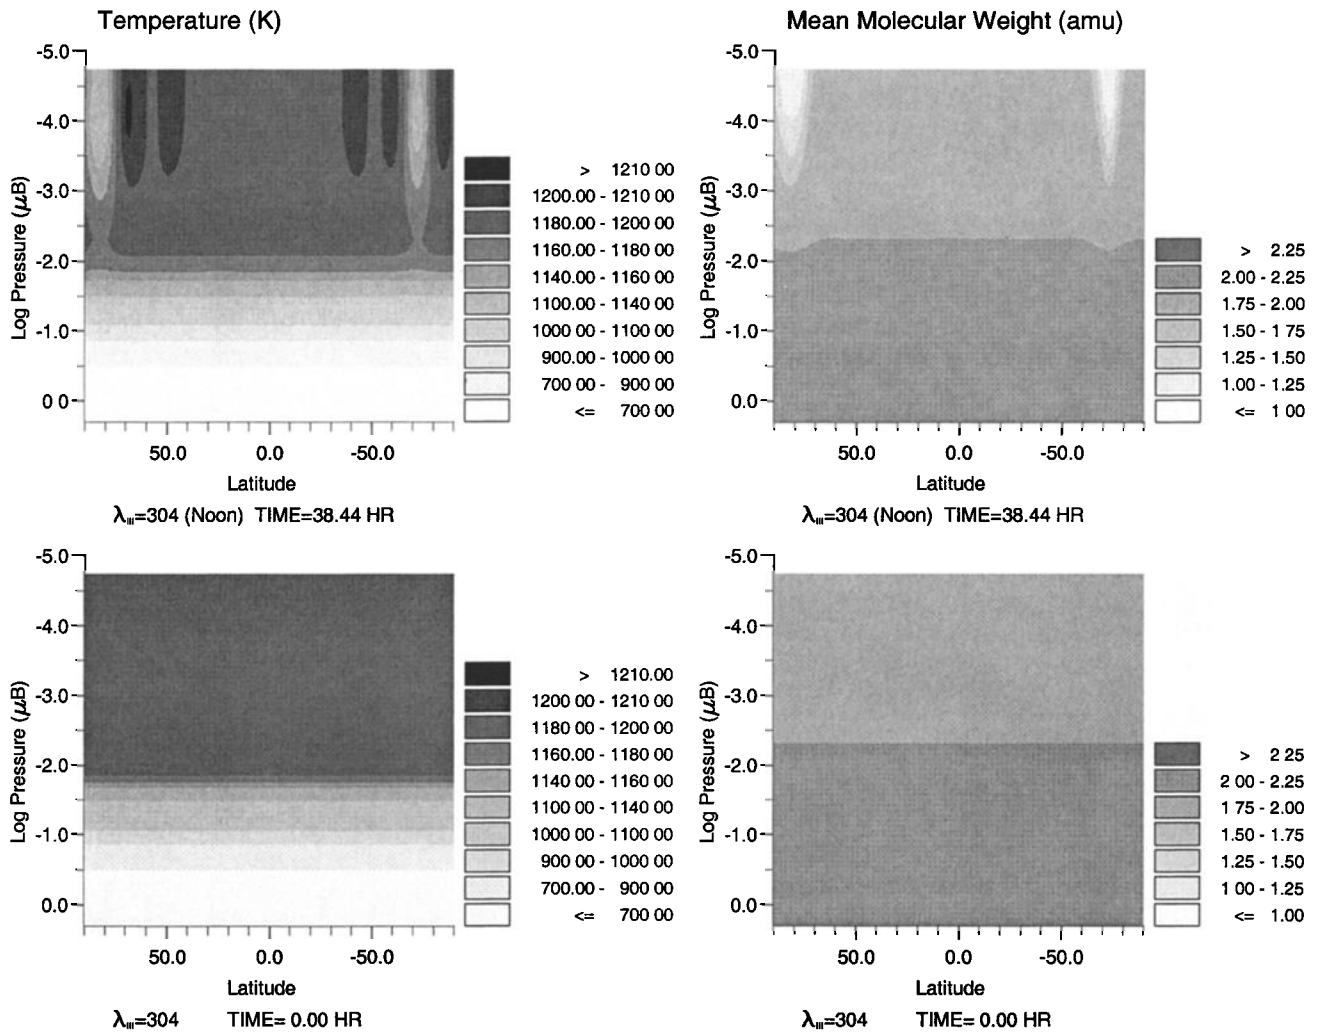 Temperature (K)
-5.0
-4.0
-3.0
-2.0
-1.0
0 0
Log Pressure (μB)
50.0 0.0 -50.0
Latitude
λIII=304 (Noon) TIME=38.44 HR
> 1210 00
1200.00 - 1210 00
1180.00 - 1200 00
1160.00 - 1180 00
1140.00 - 1160 00
1100.00 - 1140 00
1000 00 - 1100 00
900.00 - 1000 00
700 00 - 900 00
<= 700 00
Mean Molecular Weight (amu)
-5.0
-4.0
-3.0
-2.0
-1.0
0.0
Log Pressure (μB)
50.0 0.0 -50.0
Latitude
λIII=304 (Noon) TIME=38.44 HR
> 2.25
2.00 - 2.25
1.75 - 2.00
1.50 - 1.75
1.25 - 1.50
1.00 - 1.25
<= 1 00
-5.0
-4.0
-3.0
-2.0
-1.0
0.0
Log Pressure (μB)
50.0 0.0 -50.0
Latitude
λIII=304 TIME= 0.00 HR
> 1210.00
1200 00 - 1210 00
1180 00 - 1200 00
1160.00 - 1180 00
1140 00 - 1160 00
1100 00 - 1140 00
1000 00 - 1100 00
900 00 - 1000 00
700.00 - 900 00
<= 700 00
-5.0
-4.0
-3.0
-2.0
-1.0
0.0
Log Pressure (μB)
50.0 0.0 -50.0
Latitude
λIII=304 TIME= 0.00 HR
> 2 25
2 00 - 2.25
1 75 - 2.00
1.50 - 1.75
1.25 - 1.50
1 00 - 1.25
<= 1.00